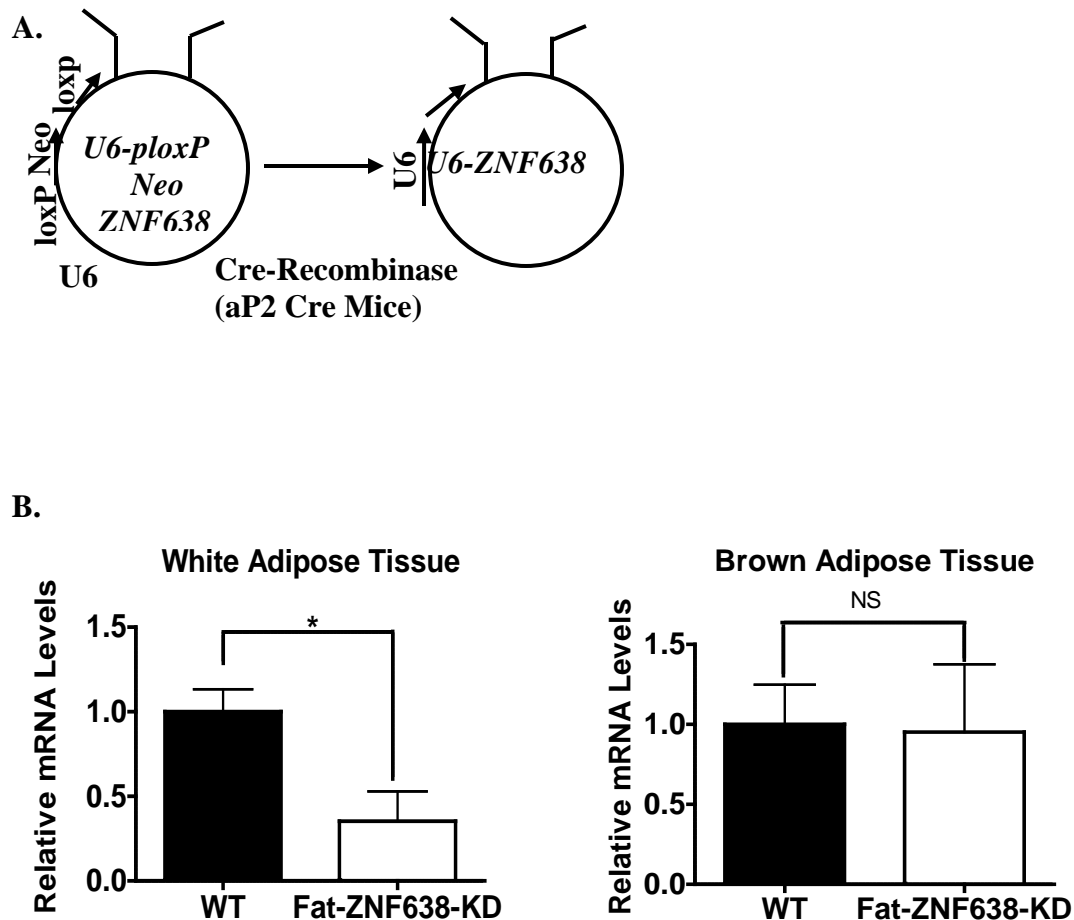 A.
loxP Neo loxp
U6-ploxP
Neo
ZNF638
U6
Cre-Recombinase
(aP2 Cre Mice)
U6
U6-ZNF638
B.
White Adipose Tissue
Relative mRNA Levels
*
1.5
1.0
0.5
0.0
WT
Fat-ZNF638-KD
Brown Adipose Tissue
Relative mRNA Levels
NS
1.5
1.0
0.5
0.0
WT
Fat-ZNF638-KD